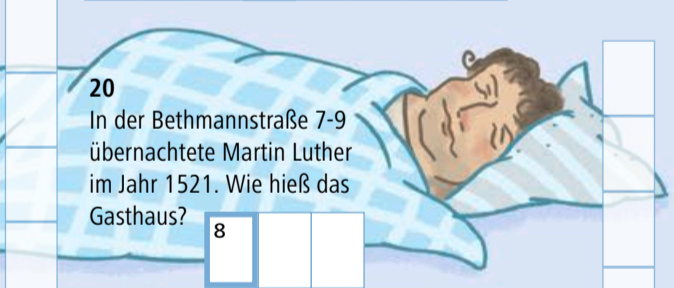 20
In der Bethmannstraße 7-9
übernachtete Martin Luther
im Jahr 1521. Wie hieß das
Gasthaus?
8